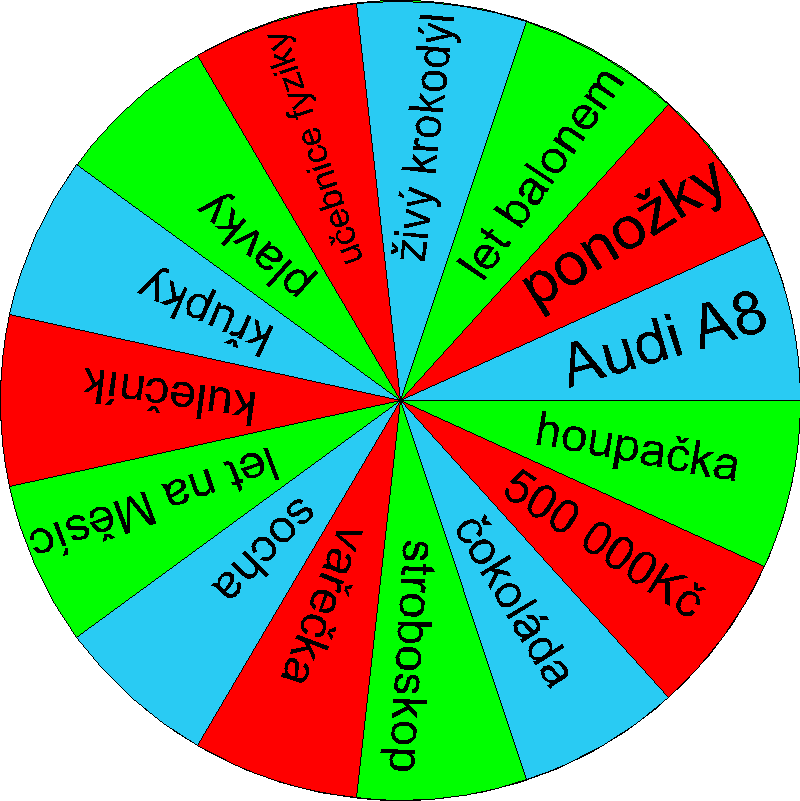 živý krokodýl
let balonem
ponožky
Audi A8
houpačka
500 000Kč
čokoláda
stroboskop
vařečka
socha
let na Měsíc
kulečník
křupky
plavky
učebnice fyziky